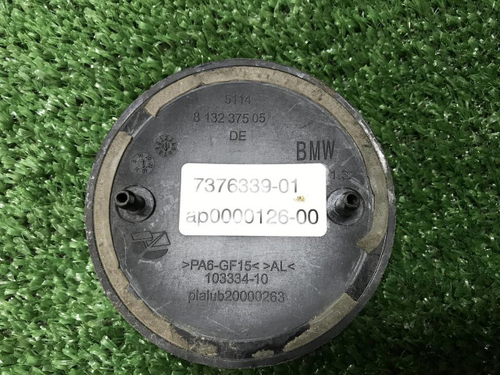 5114
8 132 375 05
DE
BMW
7376339-01
ap0000126-00
>PA6-GF15< >AL<
103334-10
plalub20000263